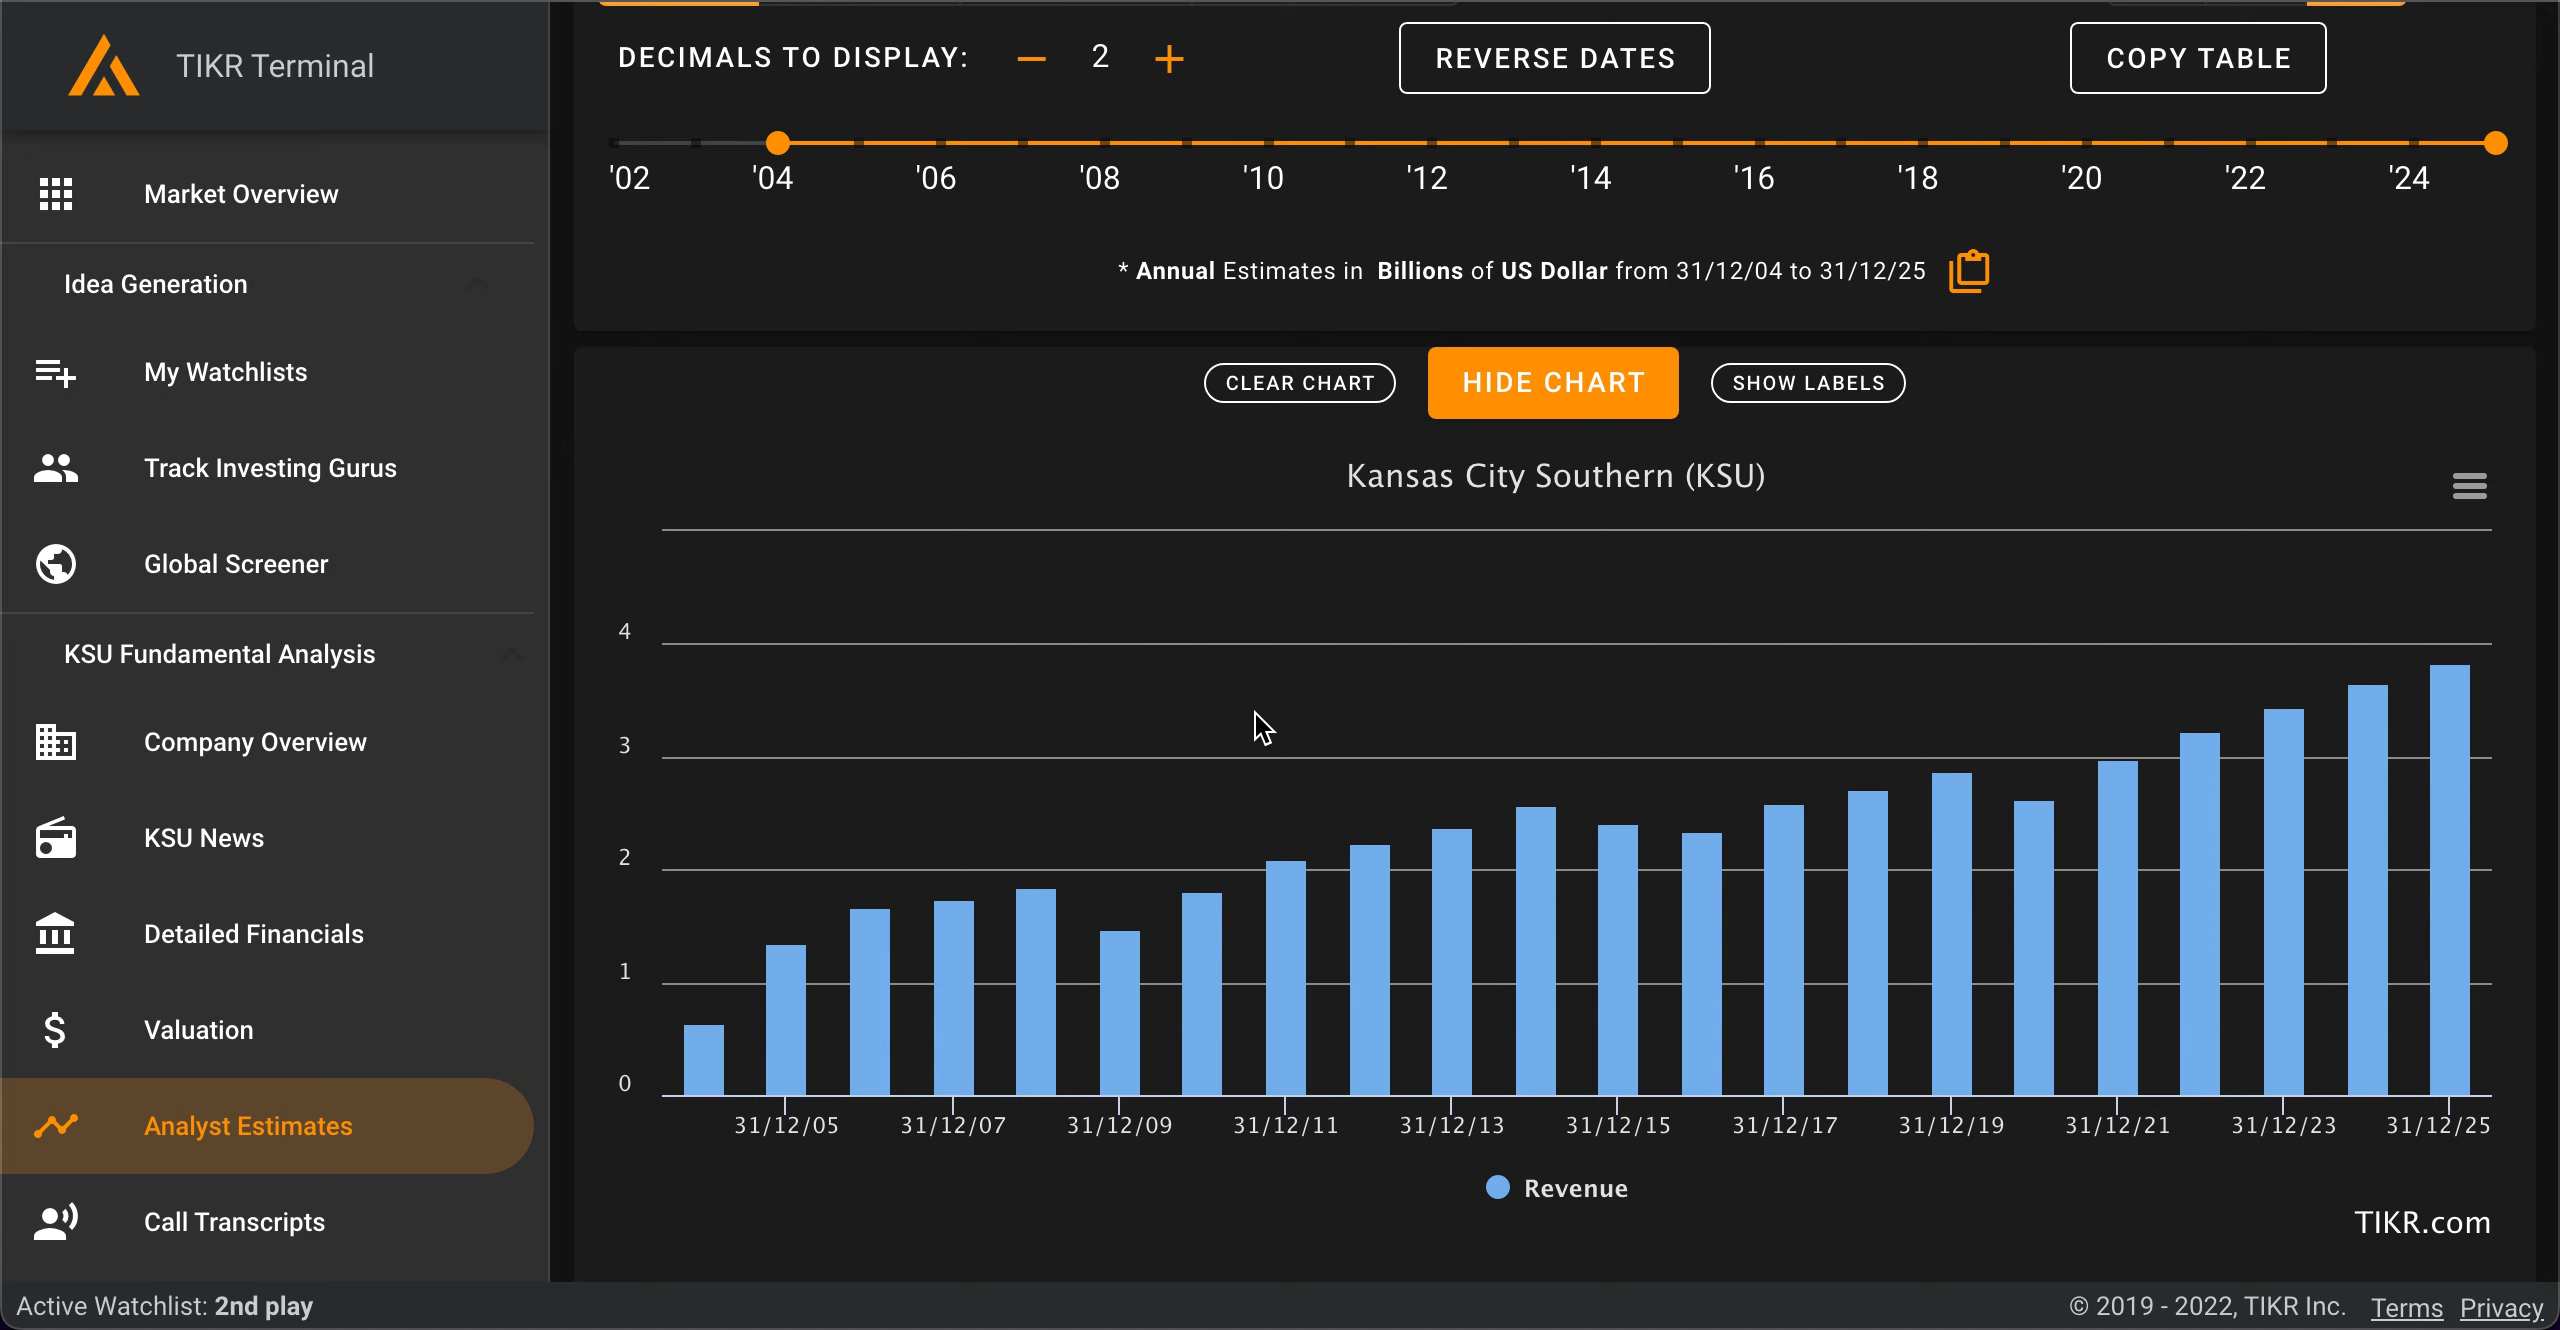 TIKR Terminal
Market Overview
Idea Generation
My Watchlists
Track Investing Gurus
Global Screener
KSU Fundamental Analysis
Company Overview
KSU News
Detailed Financials
Valuation
Analyst Estimates
Call Transcripts
DECIMALS TO DISPLAY: — 2 +
REVERSE DATES
COPY TABLE
'02 '04 '06 '08 '10 '12 '14 '16 '18 '20 '22 '24
* Annual Estimates in Billions of US Dollar from 31/12/04 to 31/12/25
CLEAR CHART
HIDE CHART
SHOW LABELS
Kansas City Southern (KSU)
4
3
2
1
0
31/12/05 31/12/07 31/12/09 31/12/11 31/12/13 31/12/15 31/12/17 31/12/19 31/12/21 31/12/23 31/12/25
Revenue
TIKR.com
Active Watchlist: 2nd play
© 2019 - 2022, TIKR Inc. Terms Privacy